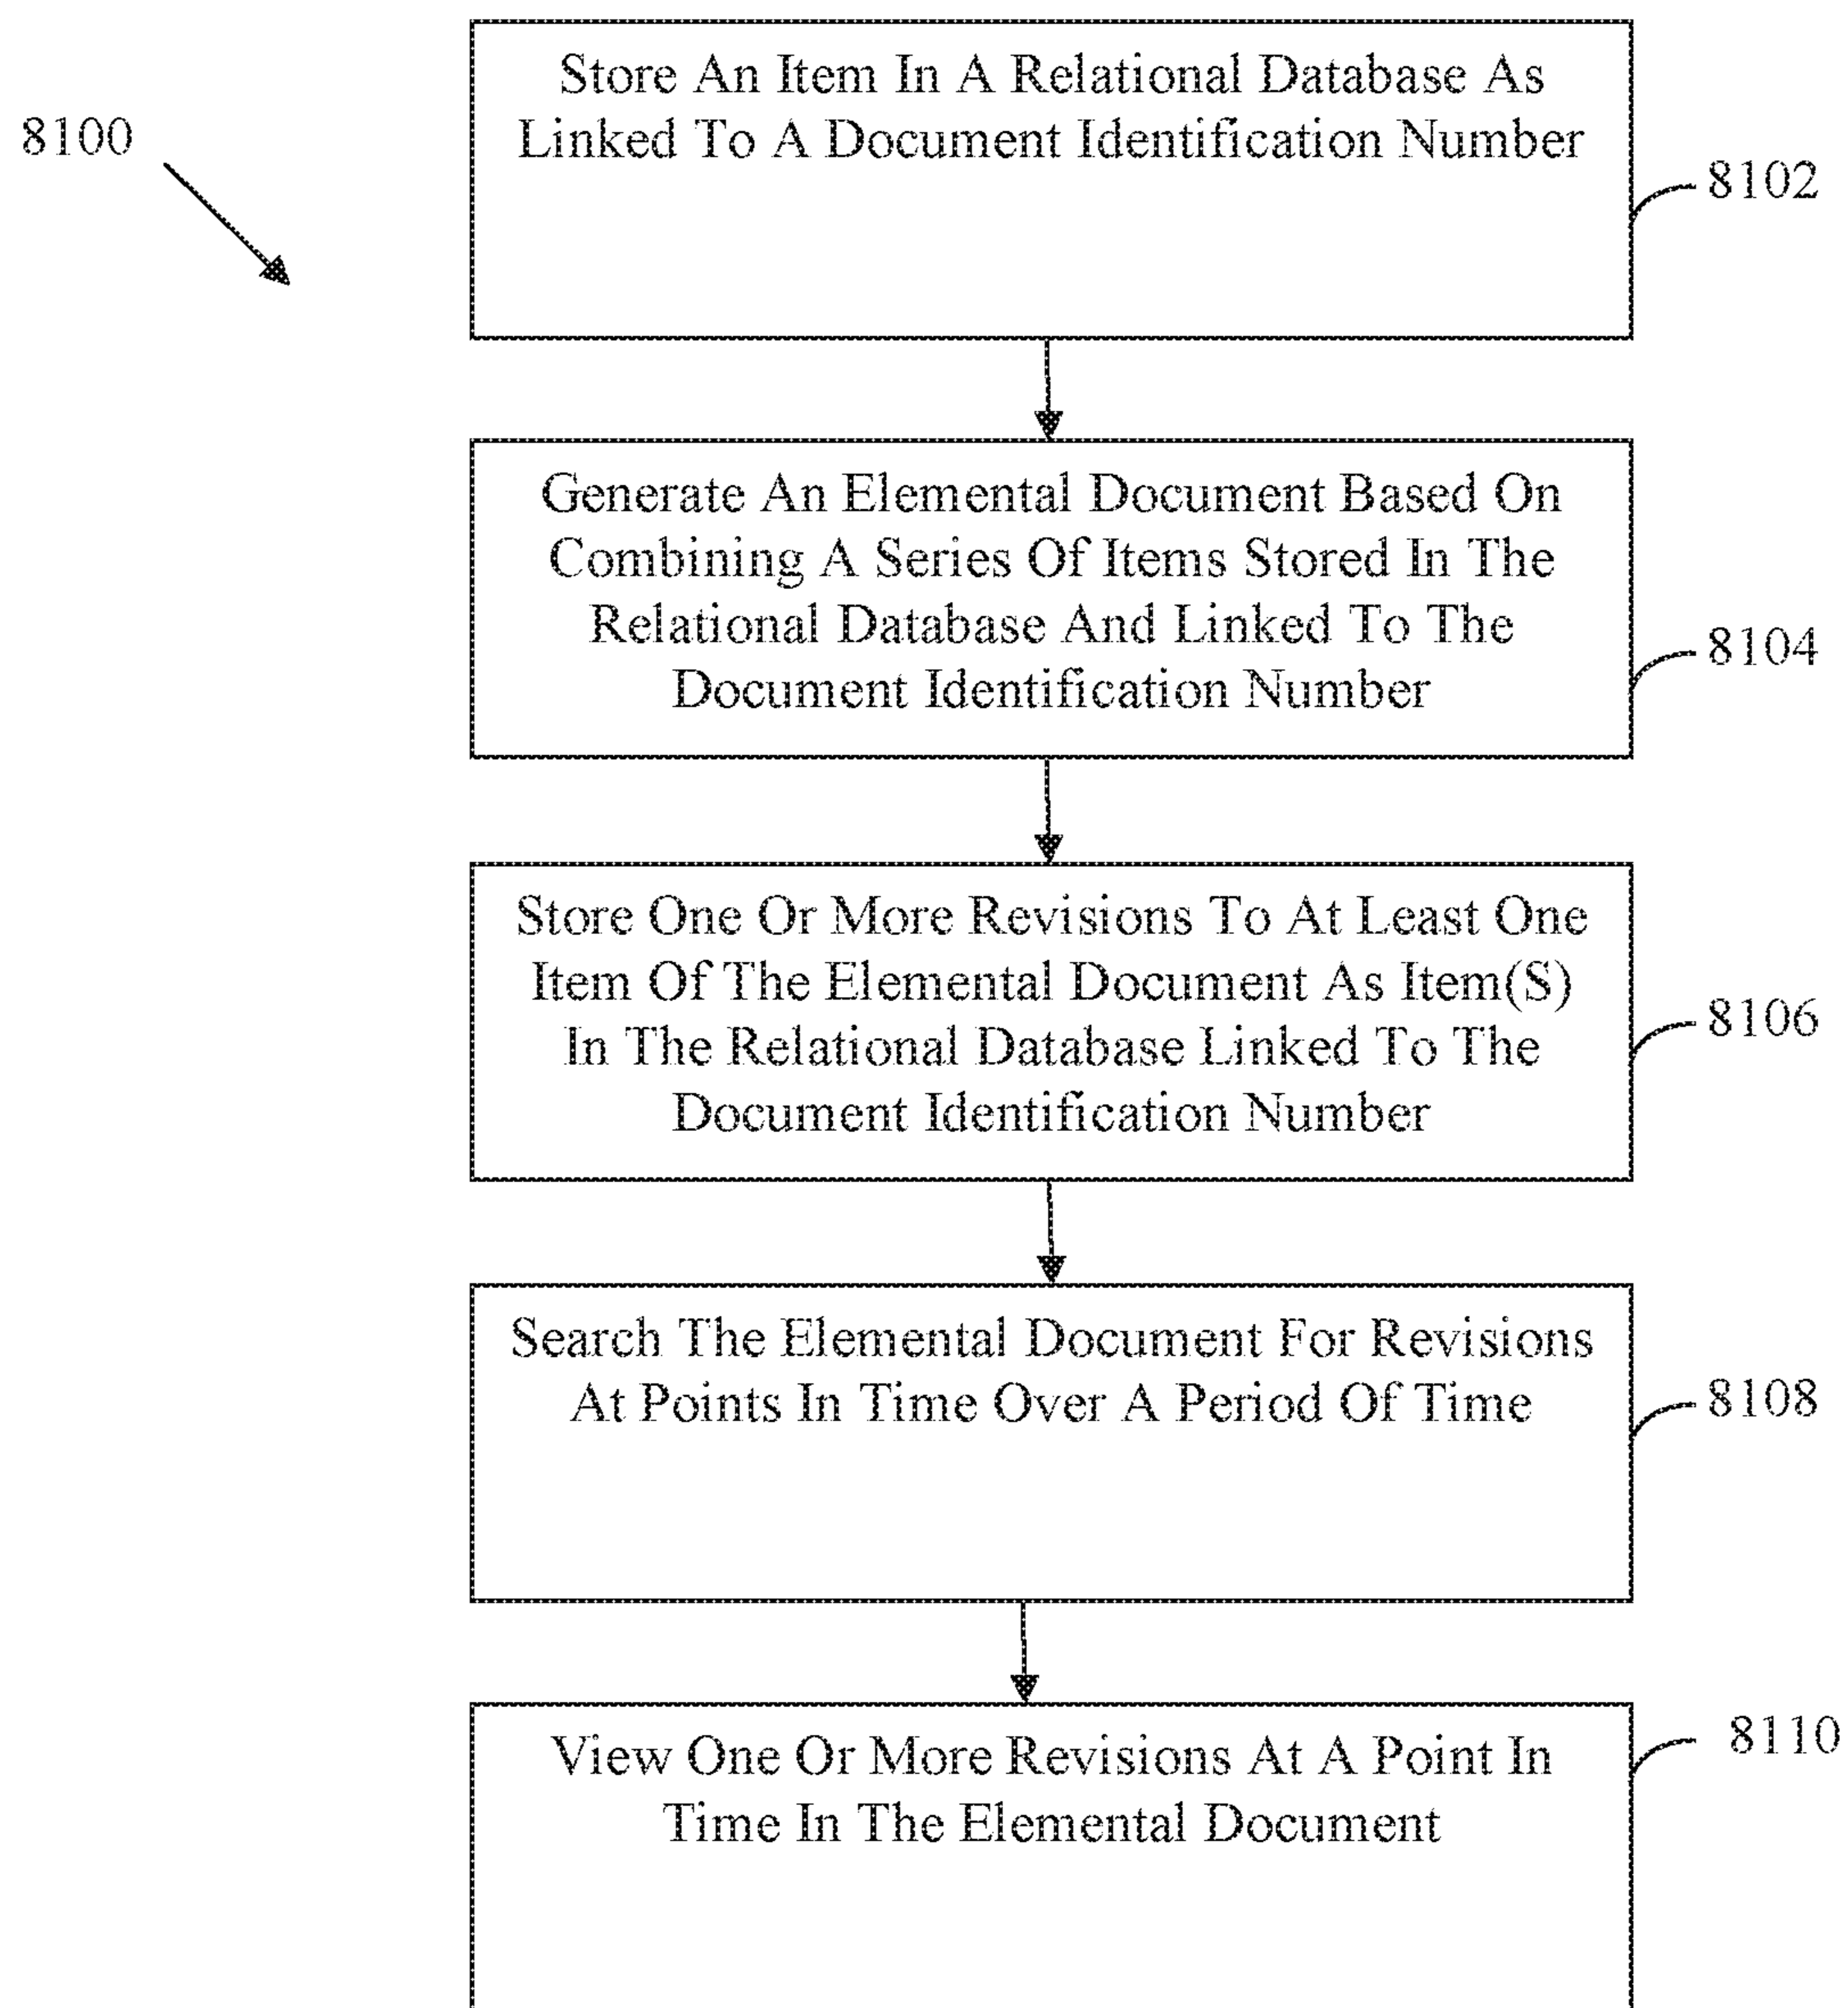 8100
Store An Item In A Relational Database As
Linked To A Document Identification Number
8102
Generate An Elemental Document Based On
Combining A Series Of Items Stored In The
Relational Database And Linked To The
Document Identification Number
8104
Store One Or More Revisions To At Least One
Item Of The Elemental Document As Item(S)
In The Relational Database Linked To The
Document Identification Number
8106
Search The Elemental Document For Revisions
At Points In Time Over A Period Of Time
8108
View One Or More Revisions At A Point In
Time In The Elemental Document
8110